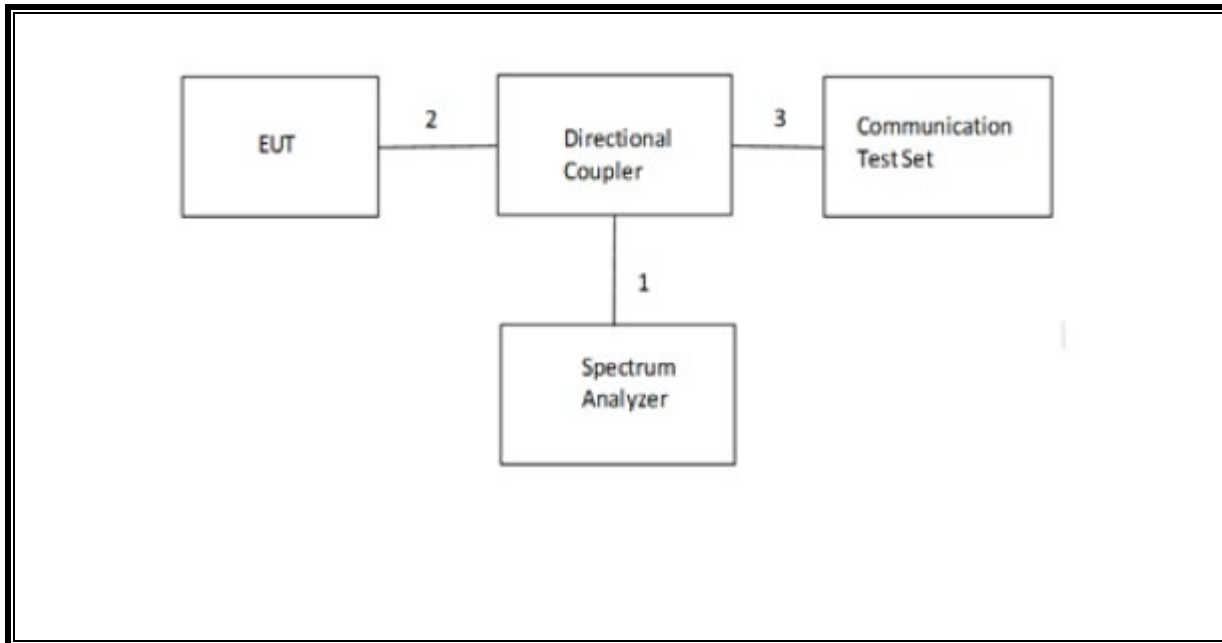 EUT
2
Directional
Coupler
3
Communication
Test Set
1
Spectrum
Analyzer